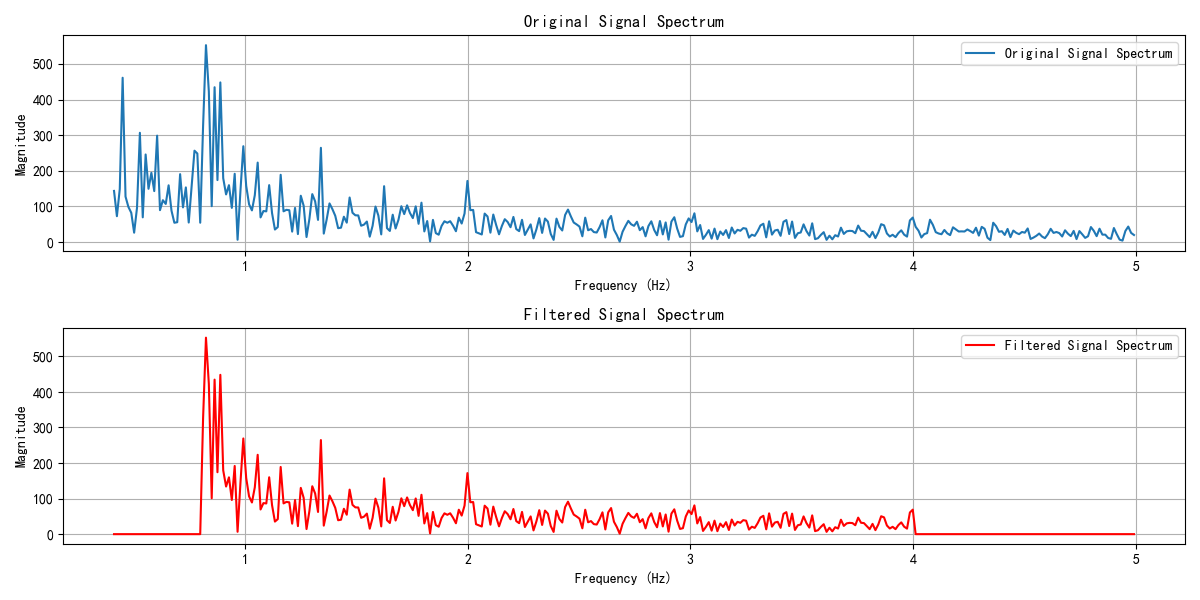 Original Signal Spectrum
Original Signal Spectrum
Magnitude
500
400
300
200
100
0
1
2
3
4
5
Frequency (Hz)
Filtered Signal Spectrum
Filtered Signal Spectrum
Magnitude
500
400
300
200
100
0
1
2
3
4
5
Frequency (Hz)